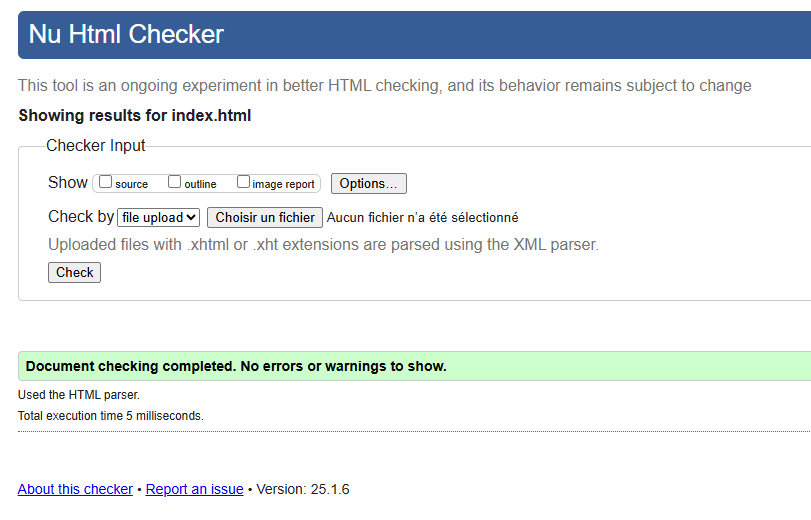 Nu Html Checker
This tool is an ongoing experiment in better HTML checking, and its behavior remains subject to change
Showing results for index.html
Checker Input
Show source outline image report Options...
Check by file upload Choisir un fichier Aucun fichier n'a été sélectionné
Uploaded files with .xhtml or .xht extensions are parsed using the XML parser.
Check
Document checking completed. No errors or warnings to show.
Used the HTML parser.
Total execution time 5 milliseconds.
About this checker • Report an issue • Version: 25.1.6